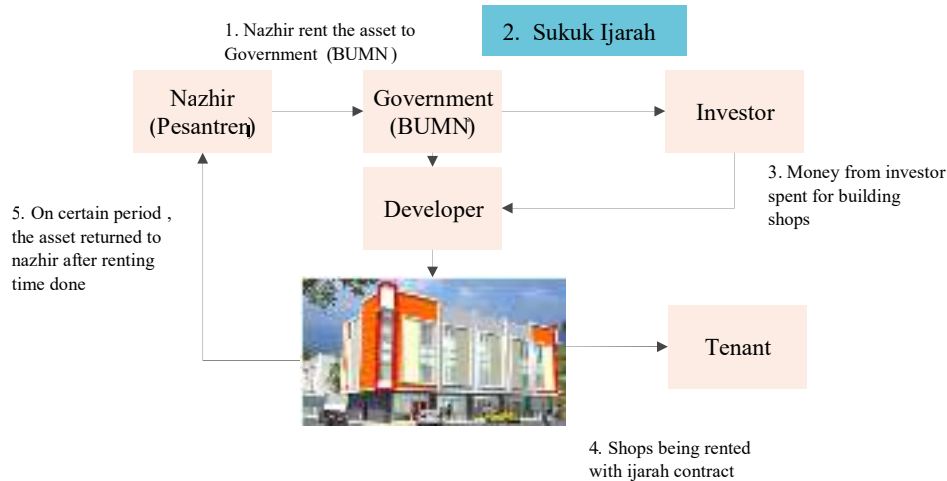 1. Nazhir rent the asset to
Government (BUMN)
2. Sukuk Ijarah
Nazhir
(Pesantren)
Government
(BUMN)
Investor
Developer
3. Money from investor
spent for building
shops
5. On certain period ,
the asset returned to
nazhir after renting
time done
Tenant
4. Shops being rented
with ijarah contract